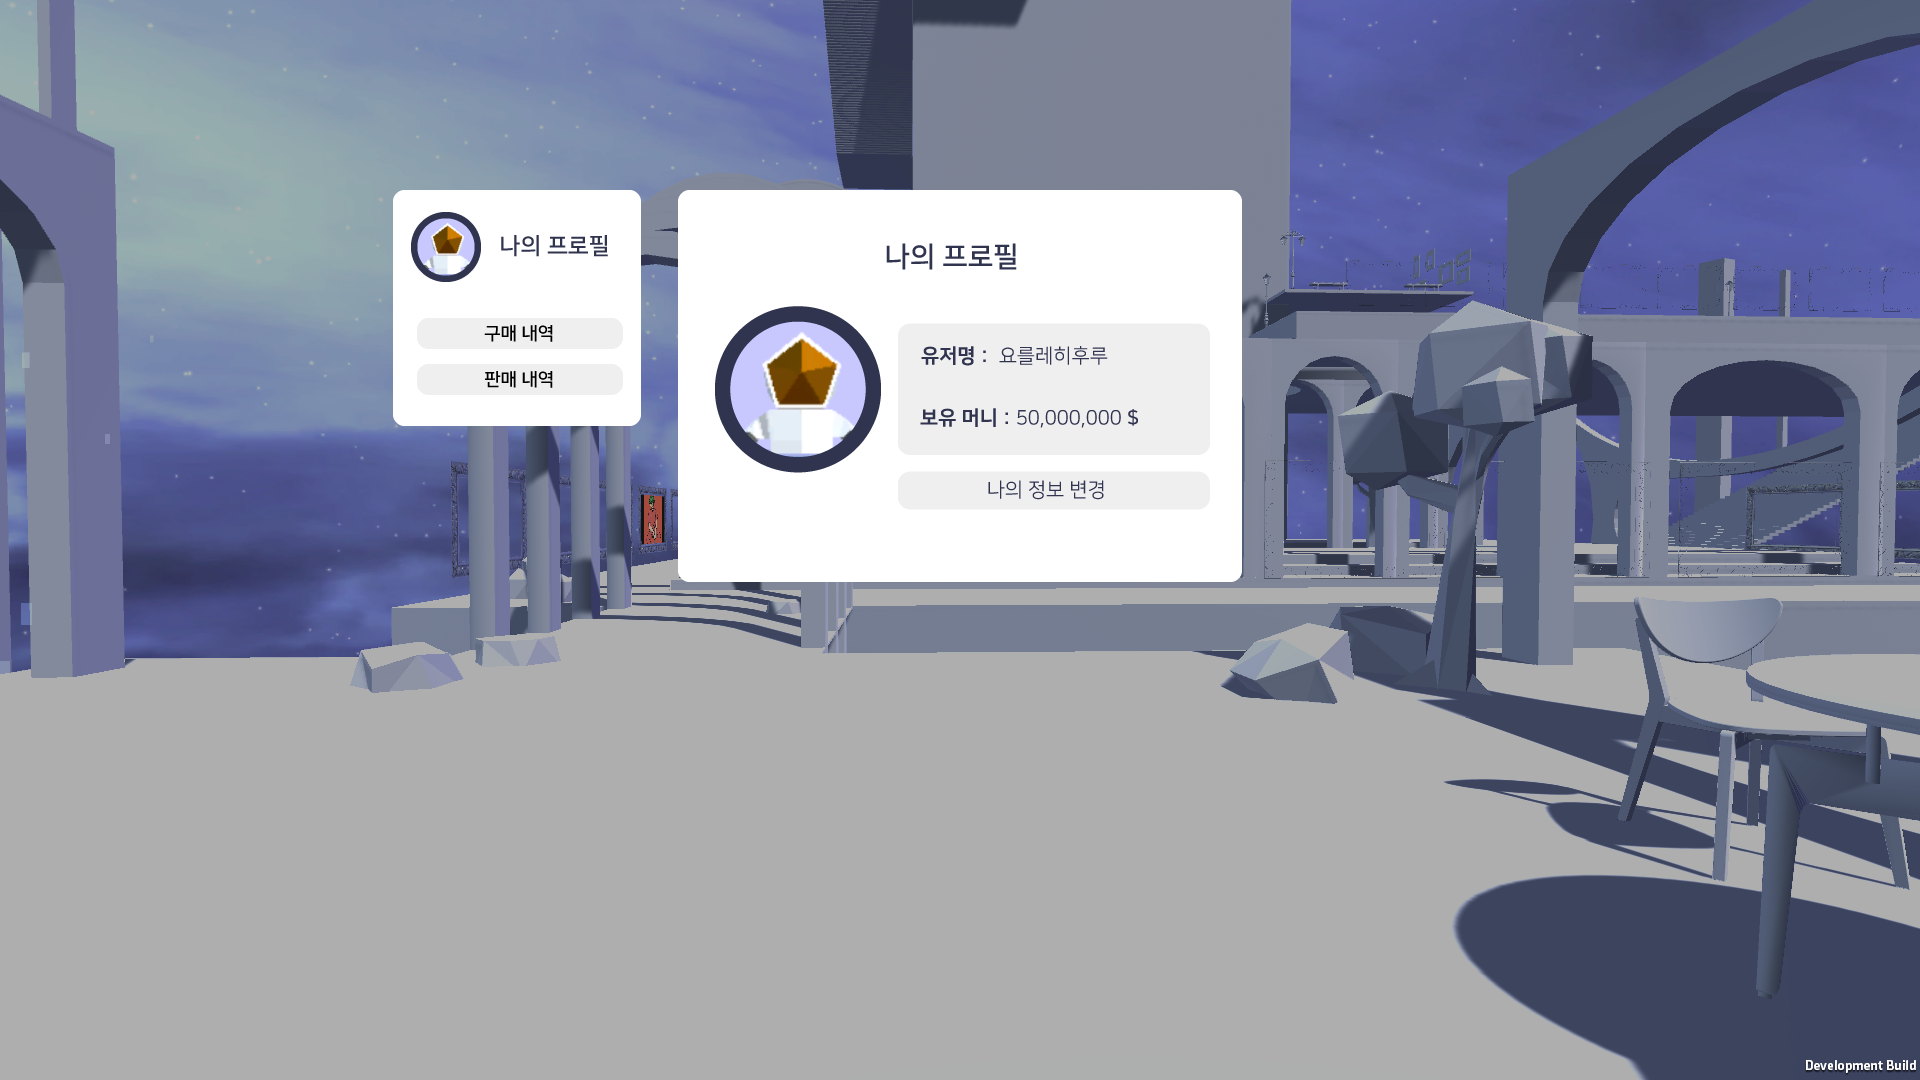 나의 프로필
구매 내역
판매 내역
나의 프로필
유저명 : 요를레히후루
보유 머니 : 50,000,000 $
나의 정보 변경
Development Build